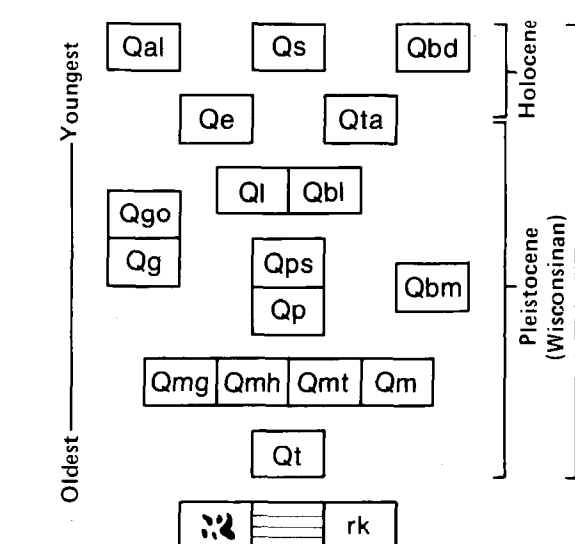 Youngest
Oldest
Qal Qs Qbd
Qe Qta
Ql Qbl
Qgo
Qg
Qps
Qp
Qbm
Qmg Qmh Qmt Qm
Qt
rk
Holocene
Pleistocene
(Wisconsinan)